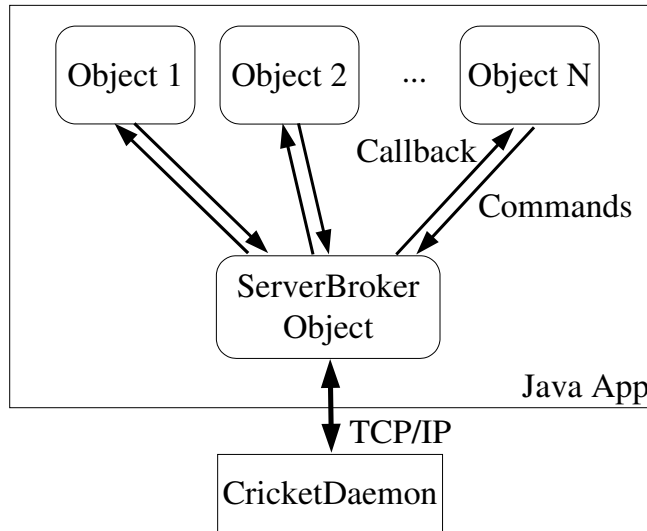 Object 1
Object 2
...
Object N
Callback
Commands
ServerBroker
Object
Java App
TCP/IP
CricketDaemon